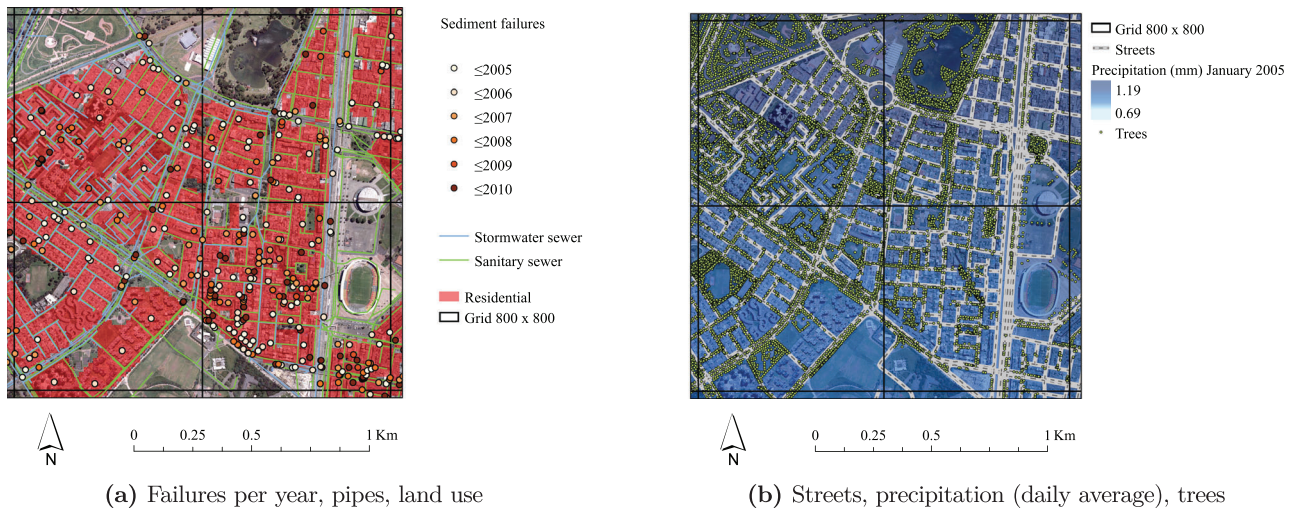 Sediment failures
≤2005
≤2006
≤2007
≤2008
≤2009
≤2010
Stormwater sewer
Sanitary sewer
Residential
Grid 800 x 800
N
0 0.25 0.5 1 Km
(a) Failures per year, pipes, land use
Grid 800 x 800
Streets
Precipitation (mm) January 2005
1.19
0.69
Trees
N
0 0.25 0.5 1 Km
(b) Streets, precipitation (daily average), trees